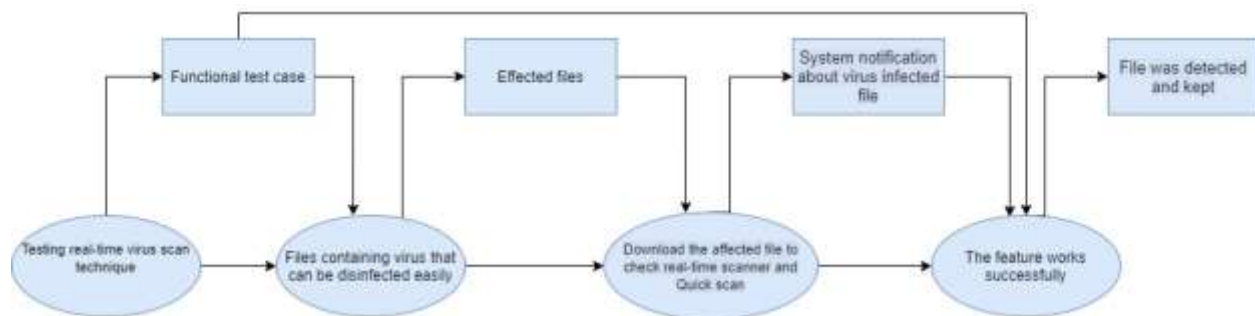 Functional test case
Effected files
System notification
about virus infected
file
File was detected
and kept
Testing real-time virus scan
technique
Files containing virus that
can be disinfected easily
Download the affected file to
check real-time scanner and
Quick scan
The feature works
successfully